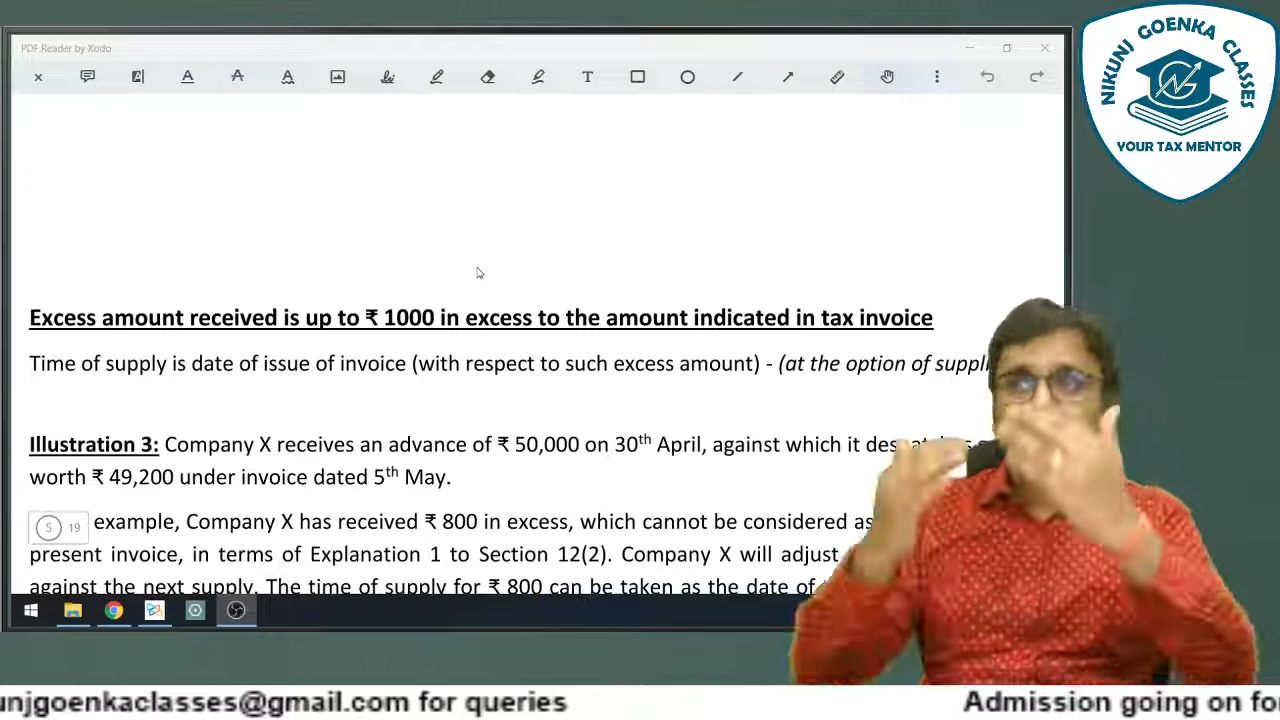 PDF Reader by Xodo
NIKUNJ GOENKA CLASSES
YOUR TAX MENTOR
Excess amount received is up to ₹ 1000 in excess to the amount indicated in tax invoice
Time of supply is date of issue of invoice (with respect to such excess amount) - (at the option of
Illustration 3: Company X receives an advance of ₹ 50,000 on 30th April, against which it
worth ₹ 49,200 under invoice dated 5th May.
5 19
example, Company X has received ₹ 800 in excess, which cannot be considered as
present invoice, in terms of Explanation 1 to Section 12(2). Company X will adjust
against the next supply. The time of supply for ₹ 800 can be taken as the date of
unjgoenkaclasses@gmail.com for queries
Admission going on for